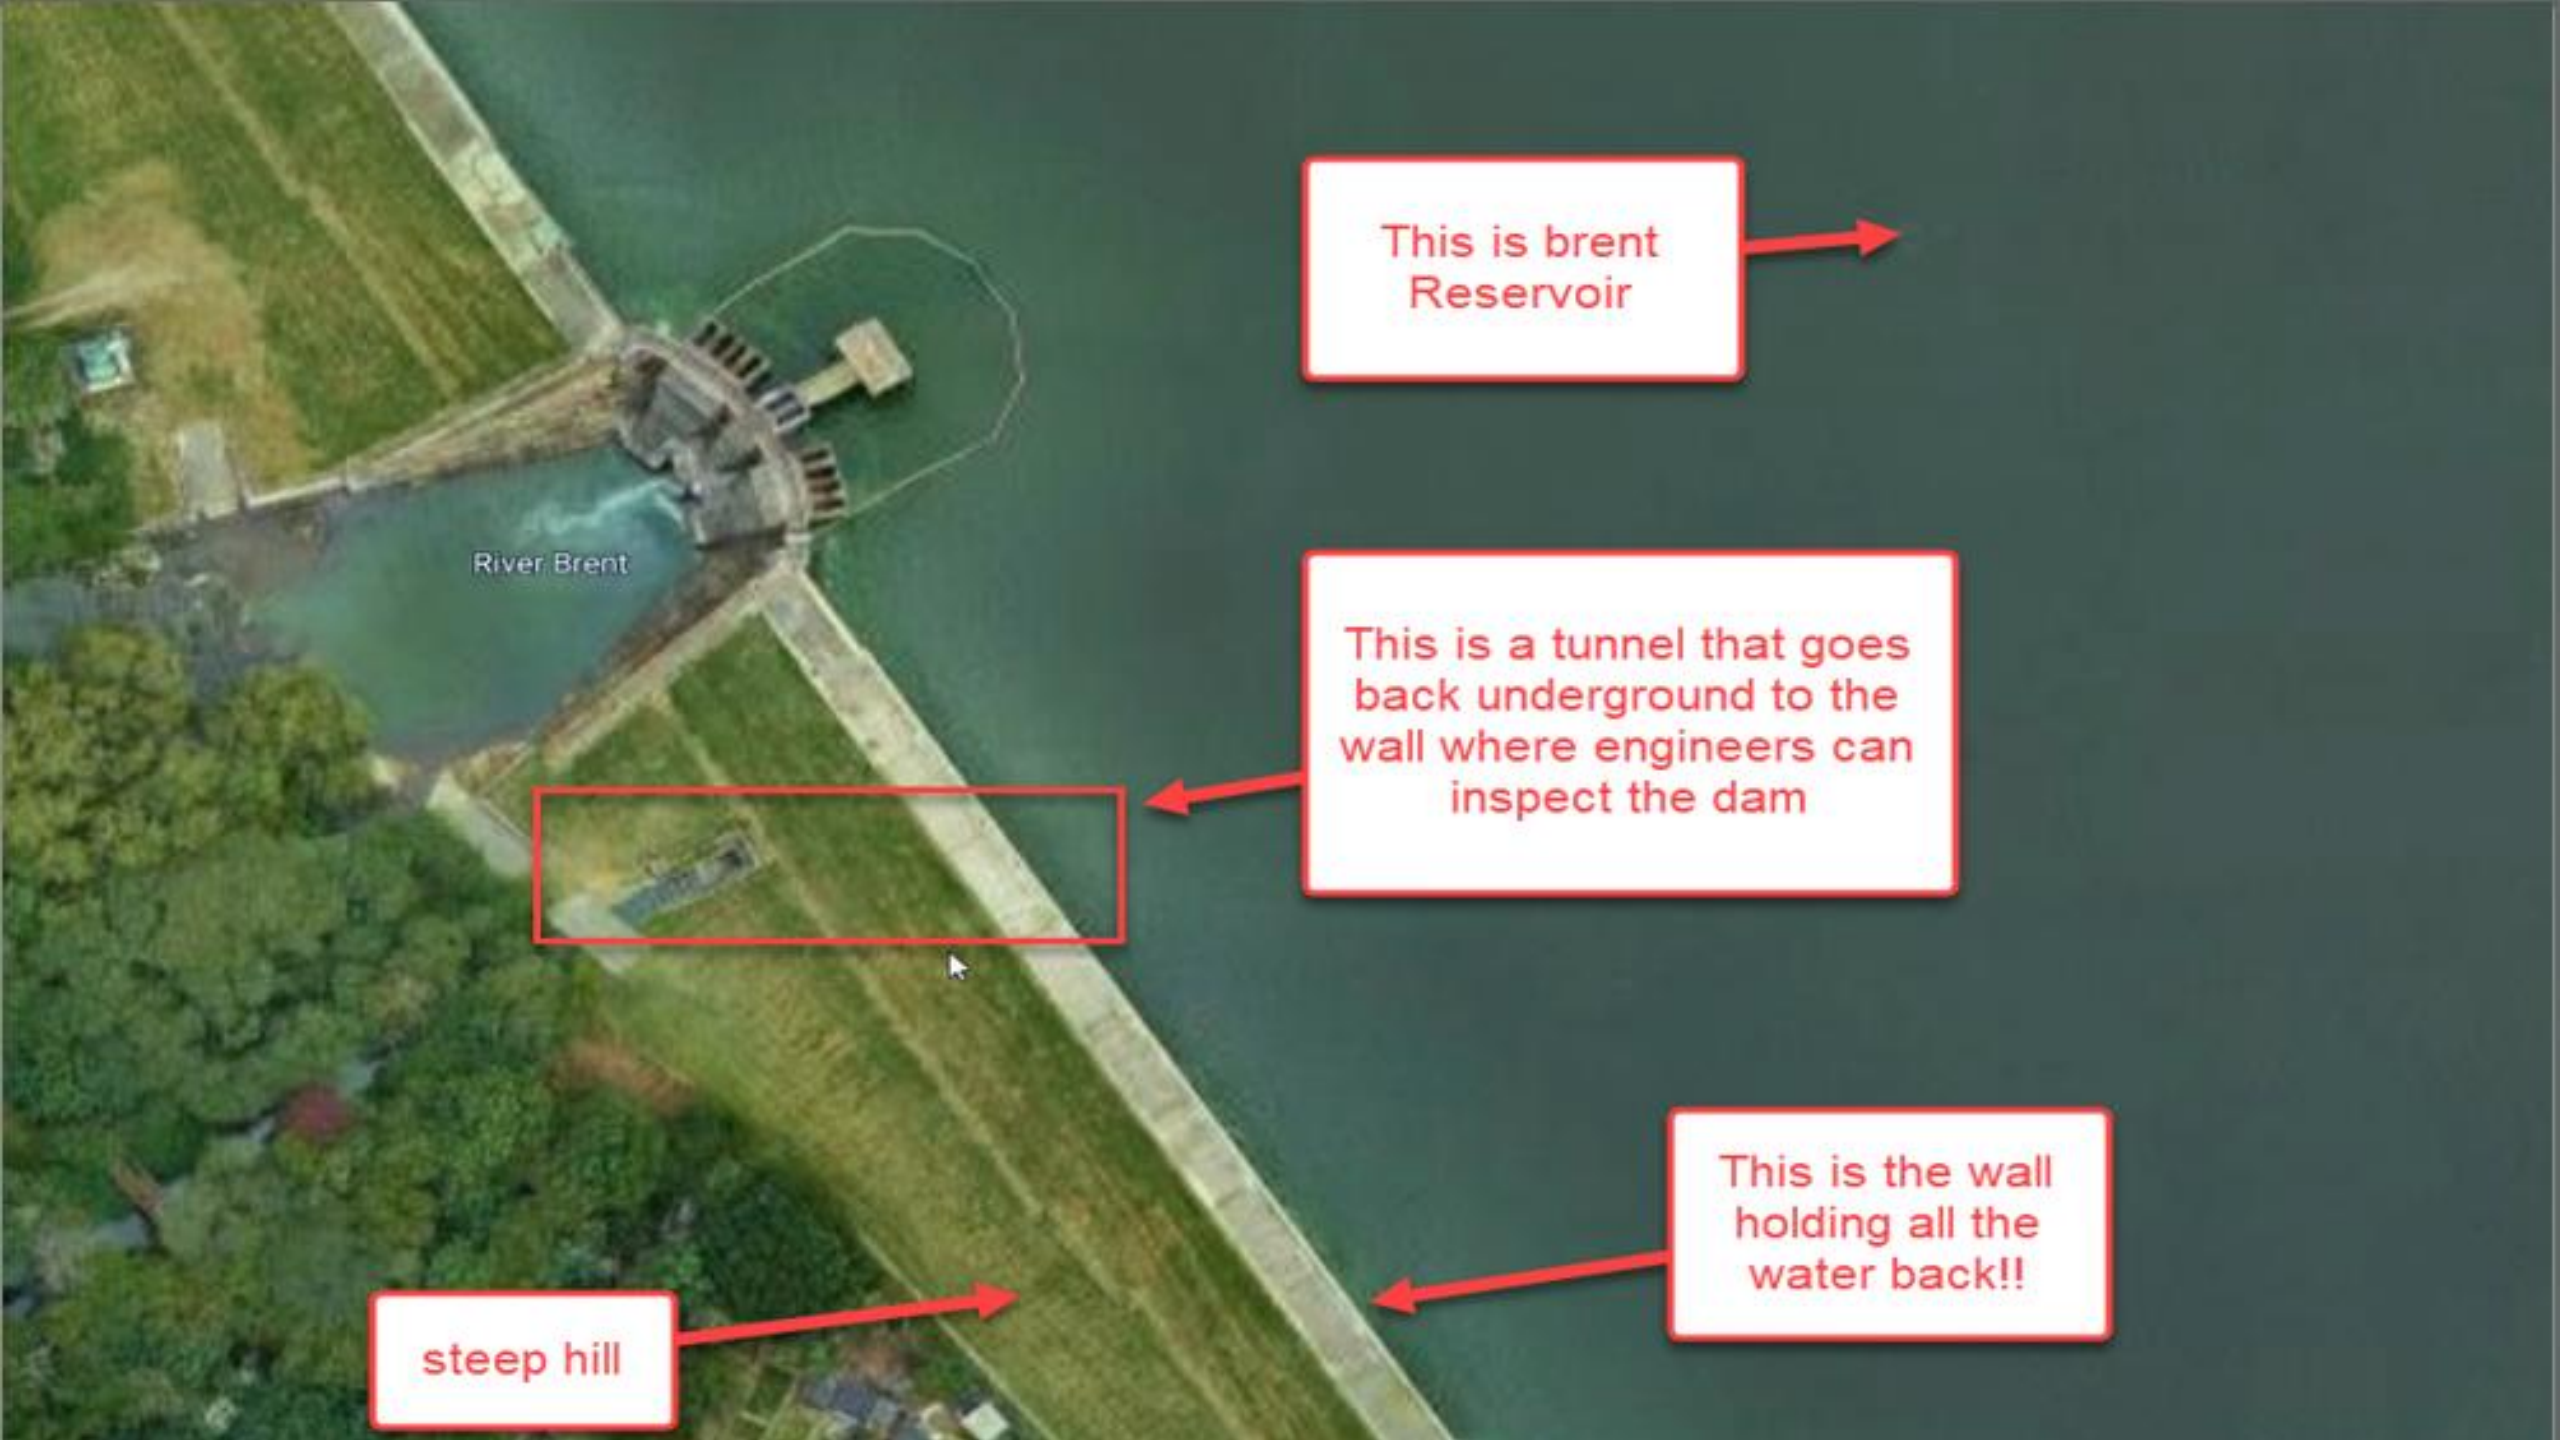 This is brent
Reservoir
River Brent
This is a tunnel that goes
back underground to the
wall where engineers can
inspect the dam
This is the wall
holding all the
water back!!
steep hill